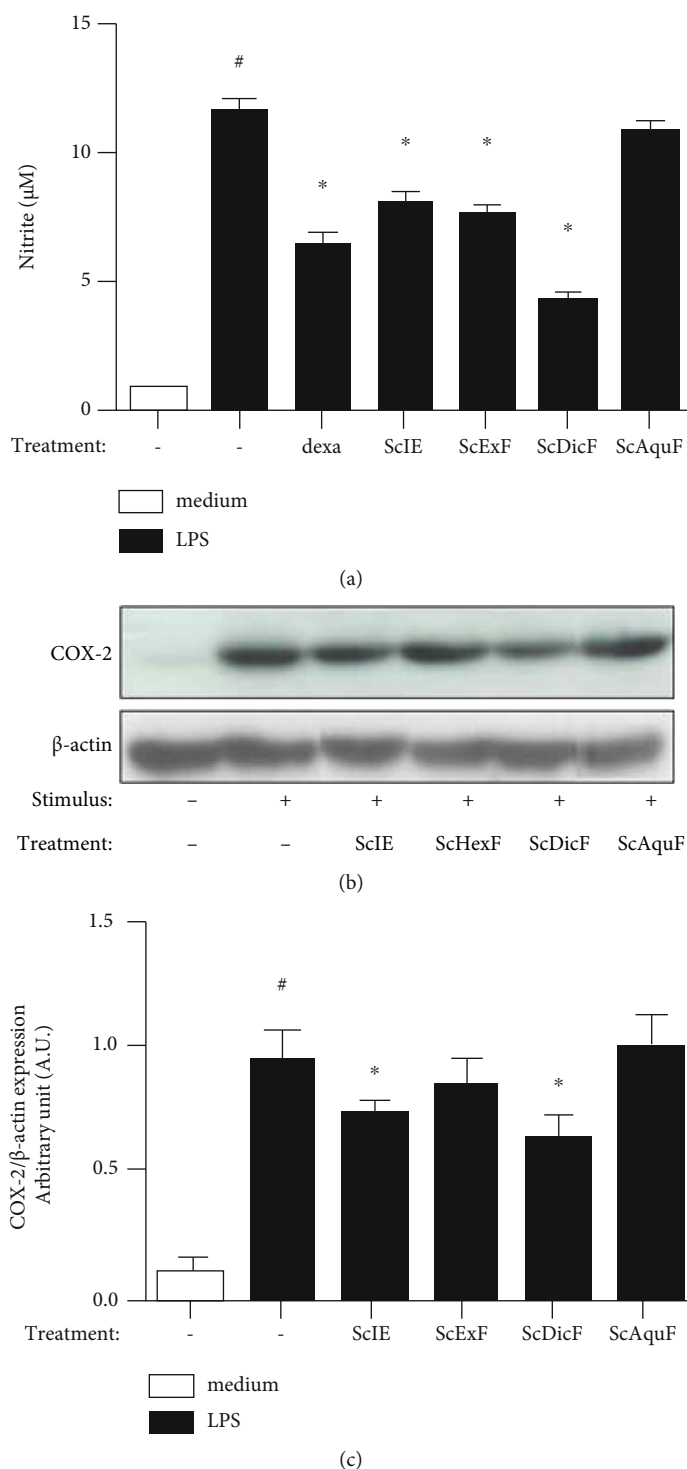 15
#
10
*
*
*
*
5
0
Nitrite (μM)
Treatment: - - dexa ScIE ScExF ScDicF ScAquF
medium
LPS
(a)
COX-2
β-actin
Stimulus: – + + + + +
Treatment: – – ScIE ScHexF ScDicF ScAquF
(b)
1.5
#
1.0
*
*
0.5
0.0
COX-2/β-actin expression
Arbitrary unit (A.U.)
Treatment: - - ScIE ScExF ScDicF ScAquF
medium
LPS
(c)